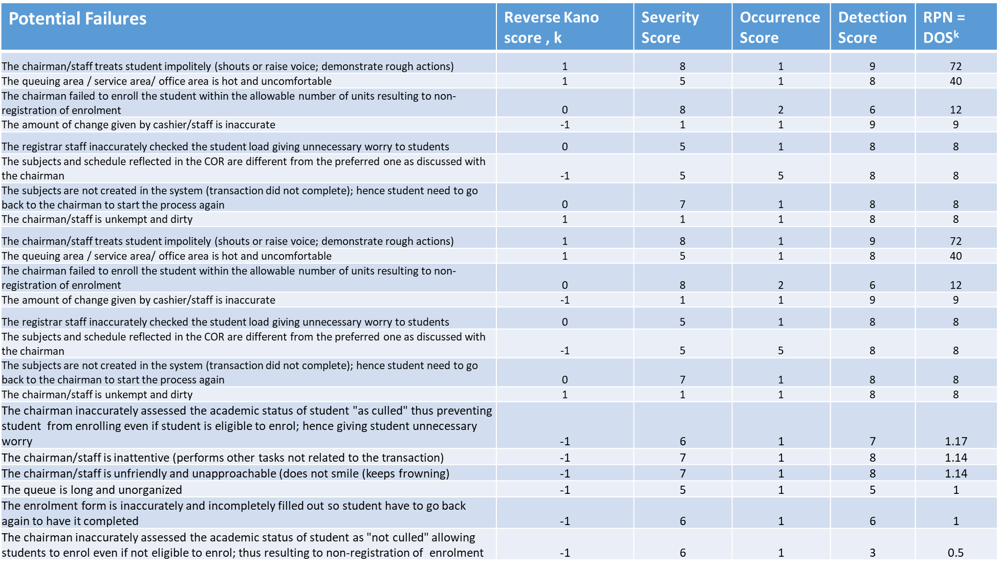 Potential Failures Reverse Kano score , k Severity Score Occurrence Score Detection Score RPN = DOSᵏ
The chairman/staff treats student impolitely (shouts or raise voice; demonstrate rough actions) 1 8 1 9 72
The queuing area / service area/ office area is hot and uncomfortable 1 5 1 8 40
The chairman failed to enroll the student within the allowable number of units resulting to non-
registration of enrolment 0 8 2 6 12
The amount of change given by cashier/staff is inaccurate -1 1 1 9 9
The registrar staff inaccurately checked the student load giving unnecessary worry to students 0 5 1 8 8
The subjects and schedule reflected in the COR are different from the preferred one as discussed with
the chairman -1 5 5 8 8
The subjects are not created in the system (transaction did not complete); hence student need to go
back to the chairman to start the process again 0 7 1 8 8
The chairman/staff is unkempt and dirty 1 1 1 8 8
The chairman/staff treats student impolitely (shouts or raise voice; demonstrate rough actions) 1 8 1 9 72
The queuing area / service area/ office area is hot and uncomfortable 1 5 1 8 40
The chairman failed to enroll the student within the allowable number of units resulting to non-
registration of enrolment 0 8 2 6 12
The amount of change given by cashier/staff is inaccurate -1 1 1 9 9
The registrar staff inaccurately checked the student load giving unnecessary worry to students 0 5 1 8 8
The subjects and schedule reflected in the COR are different from the preferred one as discussed with
the chairman -1 5 5 8 8
The subjects are not created in the system (transaction did not complete); hence student need to go
back to the chairman to start the process again 0 7 1 8 8
The chairman/staff is unkempt and dirty 1 1 1 8 8
The chairman inaccurately assessed the academic status of student "as culled" thus preventing
student from enrolling even if student is eligible to enrol; hence giving student unnecessary
worry -1 6 1 7 1.17
The chairman/staff is inattentive (performs other tasks not related to the transaction) -1 7 1 8 1.14
The chairman/staff is unfriendly and unapproachable (does not smile (keeps frowning) -1 7 1 8 1.14
The queue is long and unorganized -1 5 1 5 1
The enrolment form is inaccurately and incompletely filled out so student have to go back
again to have it completed -1 6 1 6 1
The chairman inaccurately assessed the academic status of student as "not culled" allowing
students to enrol even if not eligible to enrol; thus resulting to non-registration of enrolment -1 6 1 3 0.5